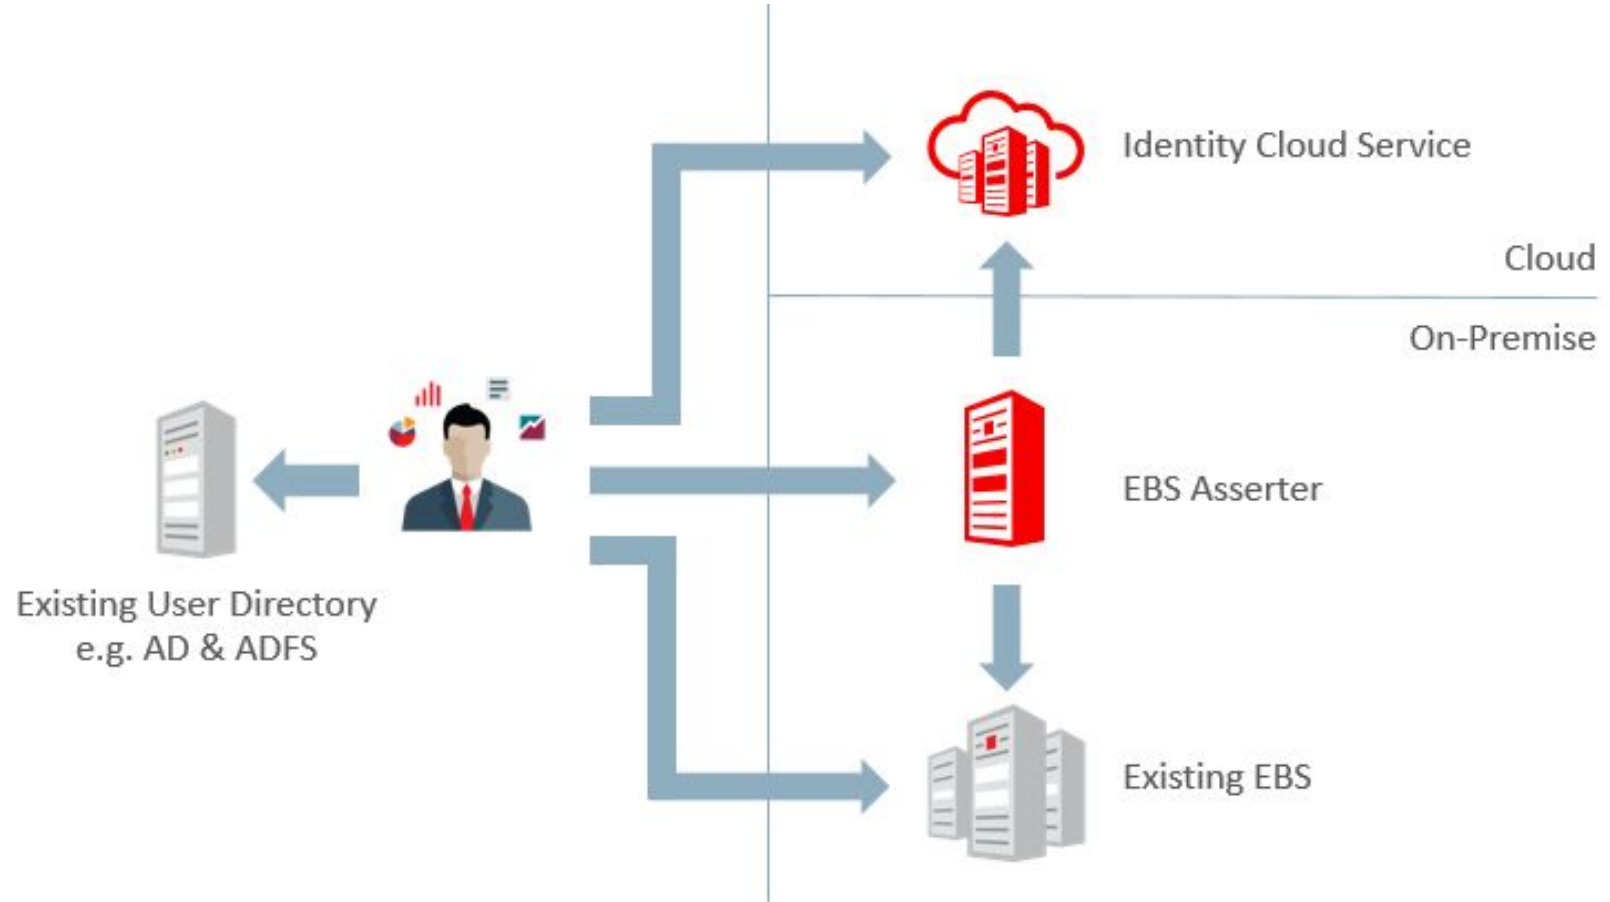 Identity Cloud Service
Cloud
On-Premise
EBS Asserter
Existing User Directory
e.g. AD & ADFS
Existing EBS